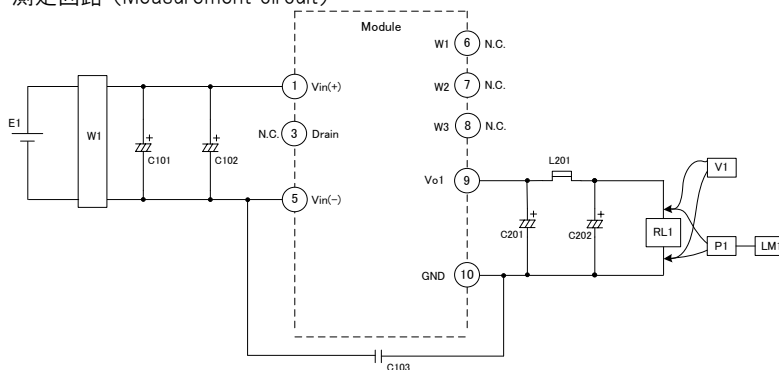 測定回路 (Measurement circuit)
Module
W1 6 N.C.
1 Vin(+)
W2 7 N.C.
E1
W1
N.C. 3 Drain
W3 8 N.C.
C101
C102
L201
Vo1 9
V1
5 Vin(-)
C201
C202
RL1
P1
LM1
GND 10
C103